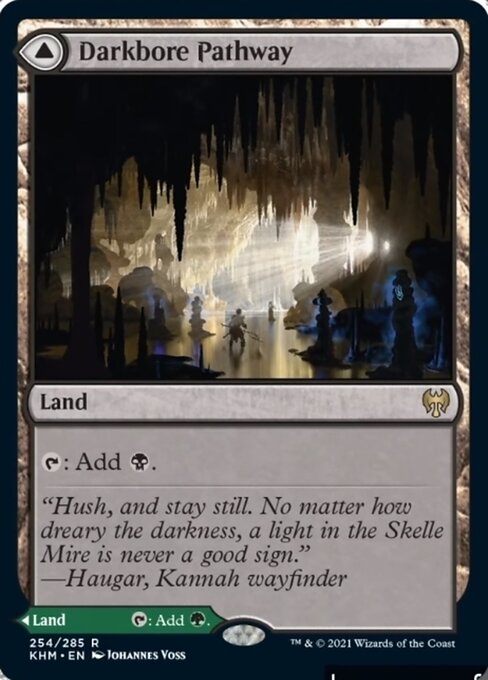 Darkbore Pathway
Land
: Add .
“Hush, and stay still. No matter how
dreary the darkness, a light in the Skelle
Mire is never a good sign.”
—Haugar, Kannah wayfinder
Land : Add .
254/285 R
KHM • EN Johannes Voss
™ & © 2021 Wizards of the Coast